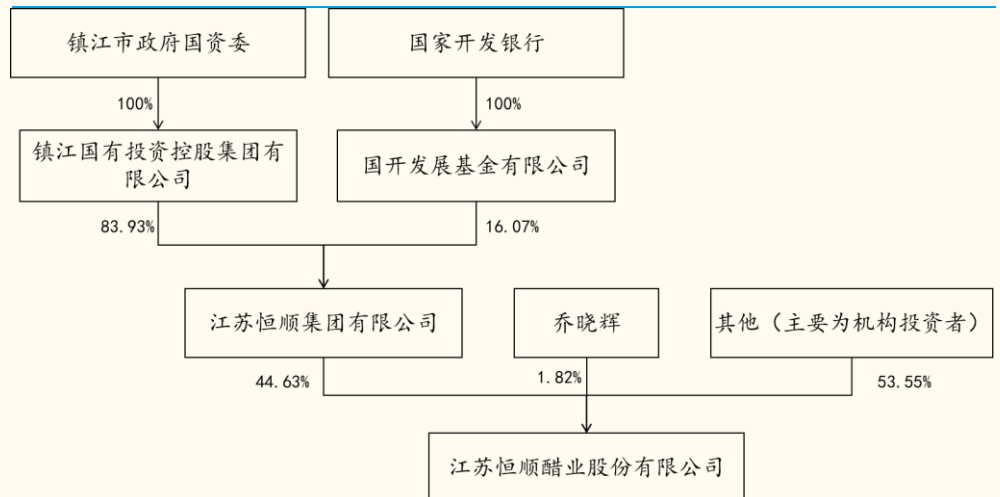 镇江市政府国资委
国家开发银行
100%
100%
镇江国有投资控股集团有
限公司
国开发展基金有限公司
83.93%
16.07%
江苏恒顺集团有限公司
乔晓辉
其他（主要为机构投资者）
44.63%
1.82%
53.55%
江苏恒顺醋业股份有限公司